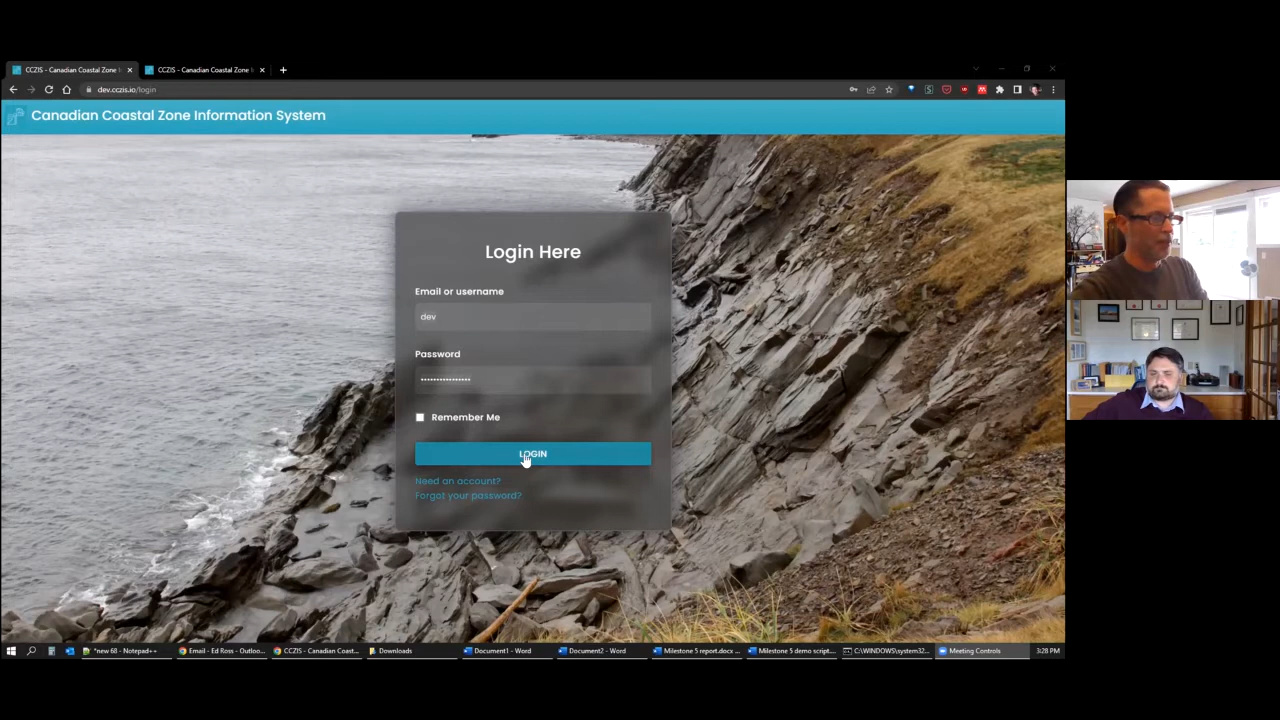 CCZIS - Canadian Coastal Zone I
CCZIS - Canadian Coastal Zone I
dev.cczis.io/login
Canadian Coastal Zone Information System
Login Here
Email or username
dev
Password
Remember Me
LOGIN
Need an account?
Forgot your password?
*new 68 - Notepad++
Email - Ed Ross - Outloo...
CCZIS - Canadian Coast...
Downloads
Document1 - Word
Document2 - Word
Milestone 5 report.docx ...
Milestone 5 demo script....
C:\WINDOWS\system32...
Meeting Controls
3:28 PM